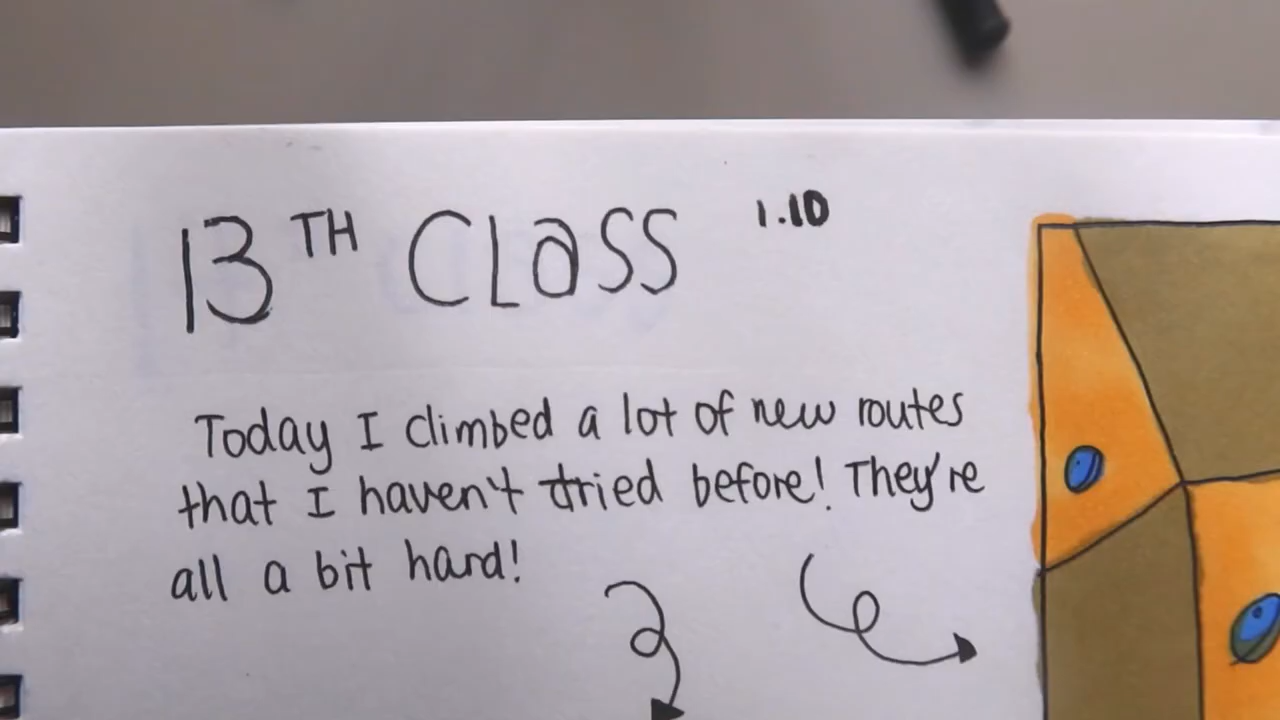 13TH CLASS 1.10
Today I climbed a lot of new routes
that I haven't tried before! They're
all a bit hard!